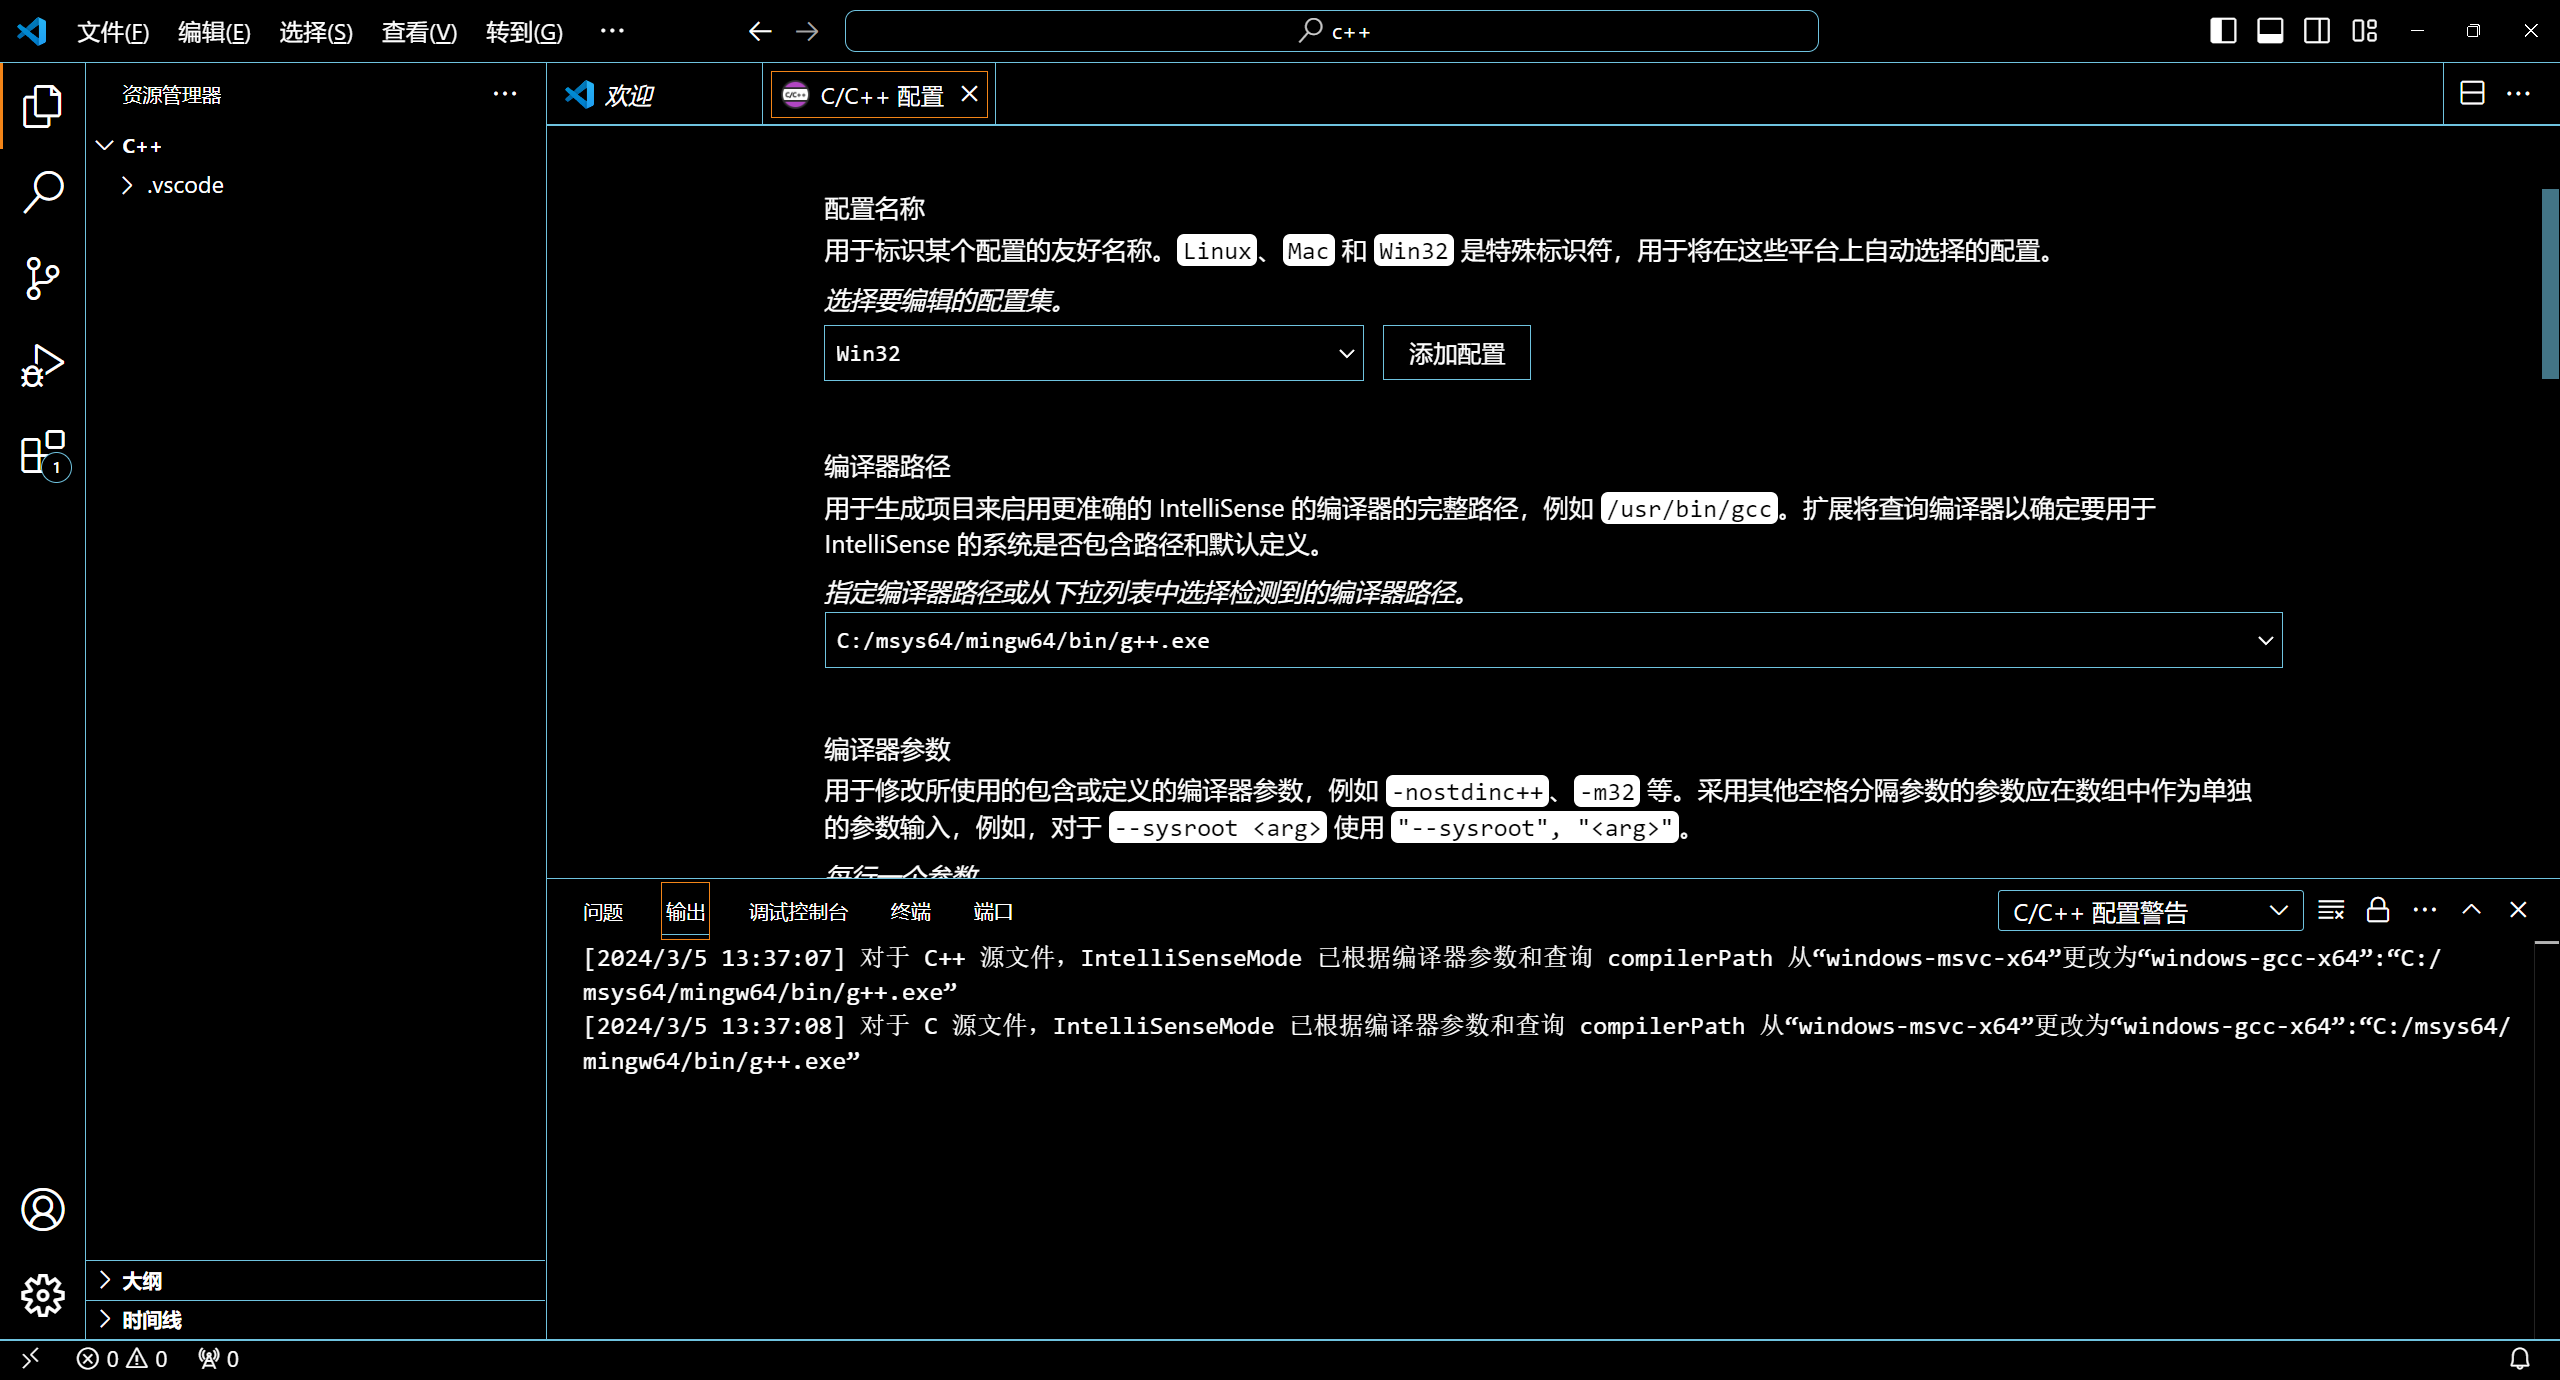 文件(F) 编辑(E) 选择(S) 查看(V) 转到(G) ··· c++
资源管理器
欢迎
C/C++ 配置
C++
.vscode
配置名称
用于标识某个配置的友好名称。Linux、Mac 和 Win32 是特殊标识符，用于将在这些平台上自动选择的配置。
选择要编辑的配置集。
Win32
添加配置
编译器路径
用于生成项目来启用更准确的 IntelliSense 的编译器的完整路径，例如 /usr/bin/gcc。扩展将查询编译器以确定要用于
IntelliSense 的系统是否包含路径和默认定义。
指定编译器路径或从下拉列表中选择检测到的编译器路径。
C:/msys64/mingw64/bin/g++.exe
编译器参数
用于修改所使用的包含或定义的编译器参数，例如 -nostdinc++、-m32 等。采用其他空格分隔参数的参数应在数组中作为单独
的参数输入，例如，对于 --sysroot <arg> 使用 "--sysroot", "<arg>"。
每行一个参数
1
问题 输出 调试控制台 终端 端口
C/C++ 配置警告
[2024/3/5 13:37:07] 对于 C++ 源文件，IntelliSenseMode 已根据编译器参数和查询 compilerPath 从“windows-msvc-x64”更改为“windows-gcc-x64”:“C:/
msys64/mingw64/bin/g++.exe”
[2024/3/5 13:37:08] 对于 C 源文件，IntelliSenseMode 已根据编译器参数和查询 compilerPath 从“windows-msvc-x64”更改为“windows-gcc-x64”:“C:/msys64/
mingw64/bin/g++.exe”
大纲
时间线
0 0 0